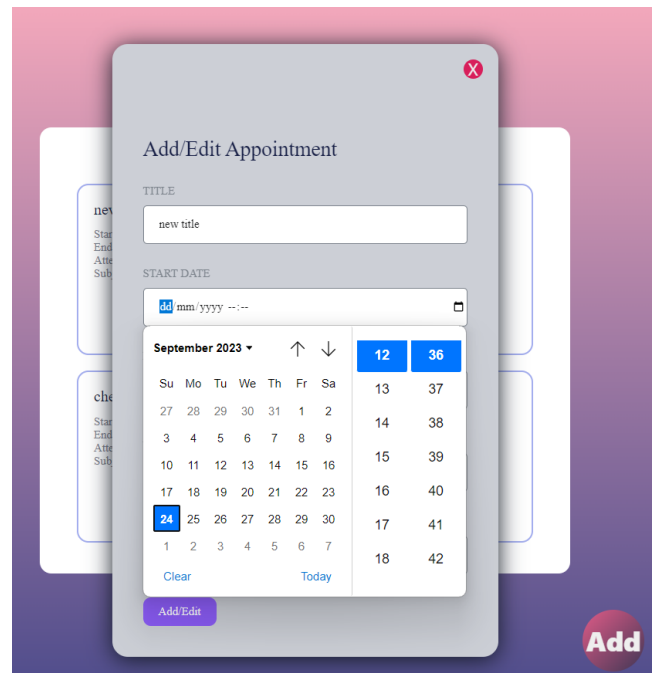 X
Add/Edit Appointment
TITLE
new title
START DATE
dd/mm/yyyy --:--
September 2023
Su Mo Tu We Th Fr Sa
27 28 29 30 31 1 2
3 4 5 6 7 8 9
10 11 12 13 14 15 16
17 18 19 20 21 22 23
24 25 26 27 28 29 30
1 2 3 4 5 6 7
Clear Today
12 36
13 37
14 38
15 39
16 40
17 41
18 42
Add/Edit
Add